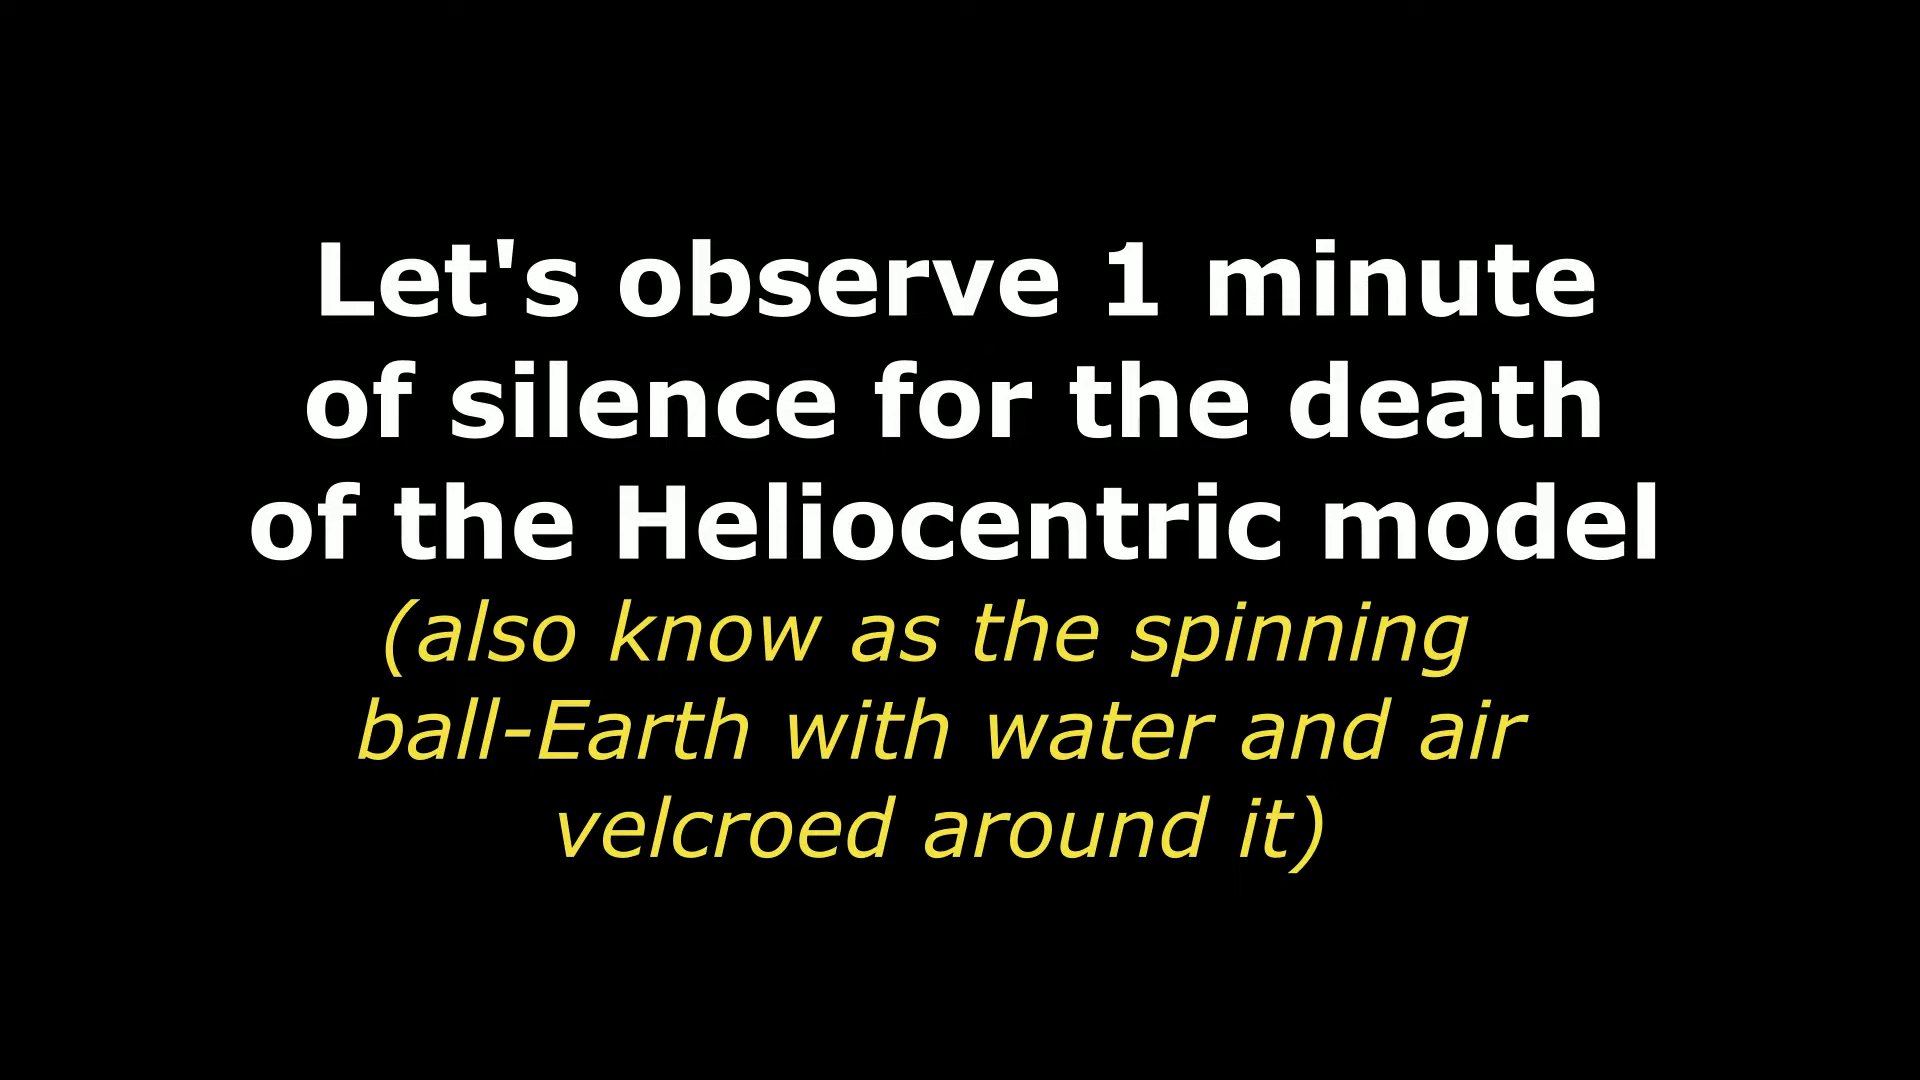 Let's observe 1 minute
of silence for the death
of the Heliocentric model
(also know as the spinning
ball-Earth with water and air
velcroed around it)